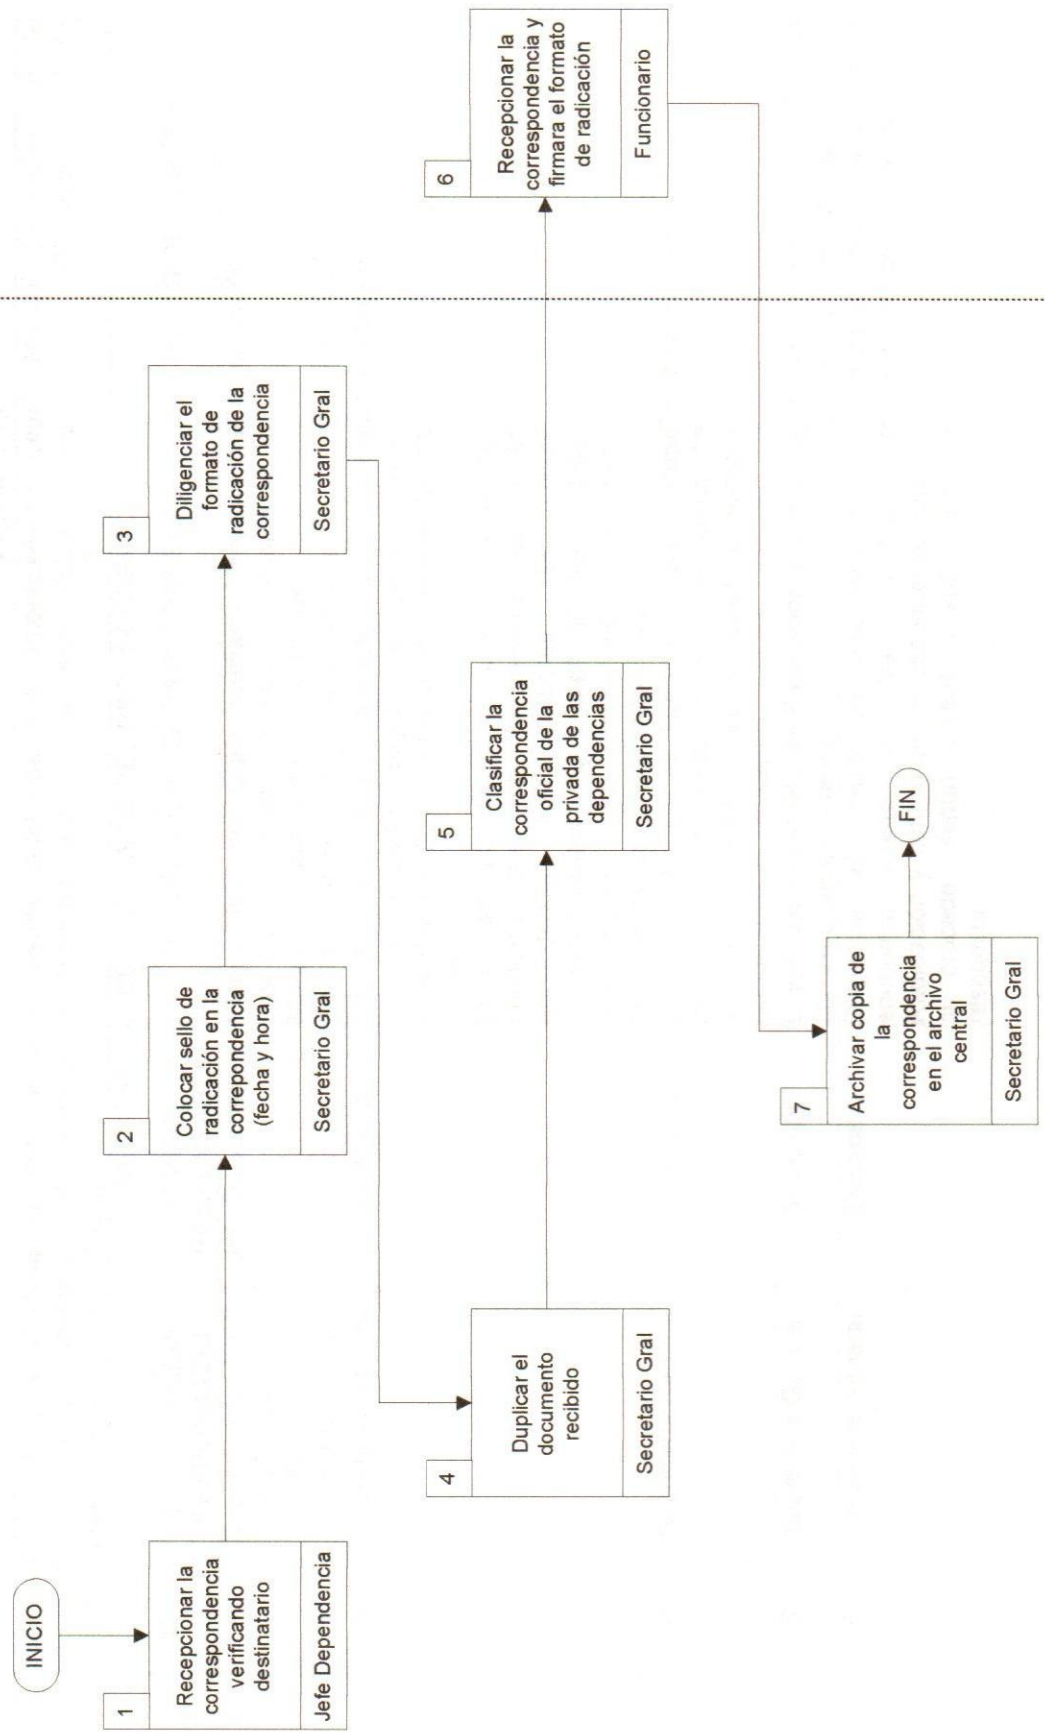 INICIO
1
Recepcionar la
correspondencia
verificando
destinatario
Jefe Dependencia
2
Colocar sello de
radicación en la
correpondencia
(fecha y hora)
Secretario Gral
3
Diligenciar el
formato de
radicación de la
correspondencia
Secretario Gral
4
Duplicar el
documento
recibido
Secretario Gral
5
Clasificar la
correspondencia
oficial de la
privada de las
dependencias
Secretario Gral
6
Recepcionar la
correspondencia y
firmara el formato
de radicación
Funcionario
7
Archivar copia de
la
correspondencia
en el archivo
central
Secretario Gral
FIN